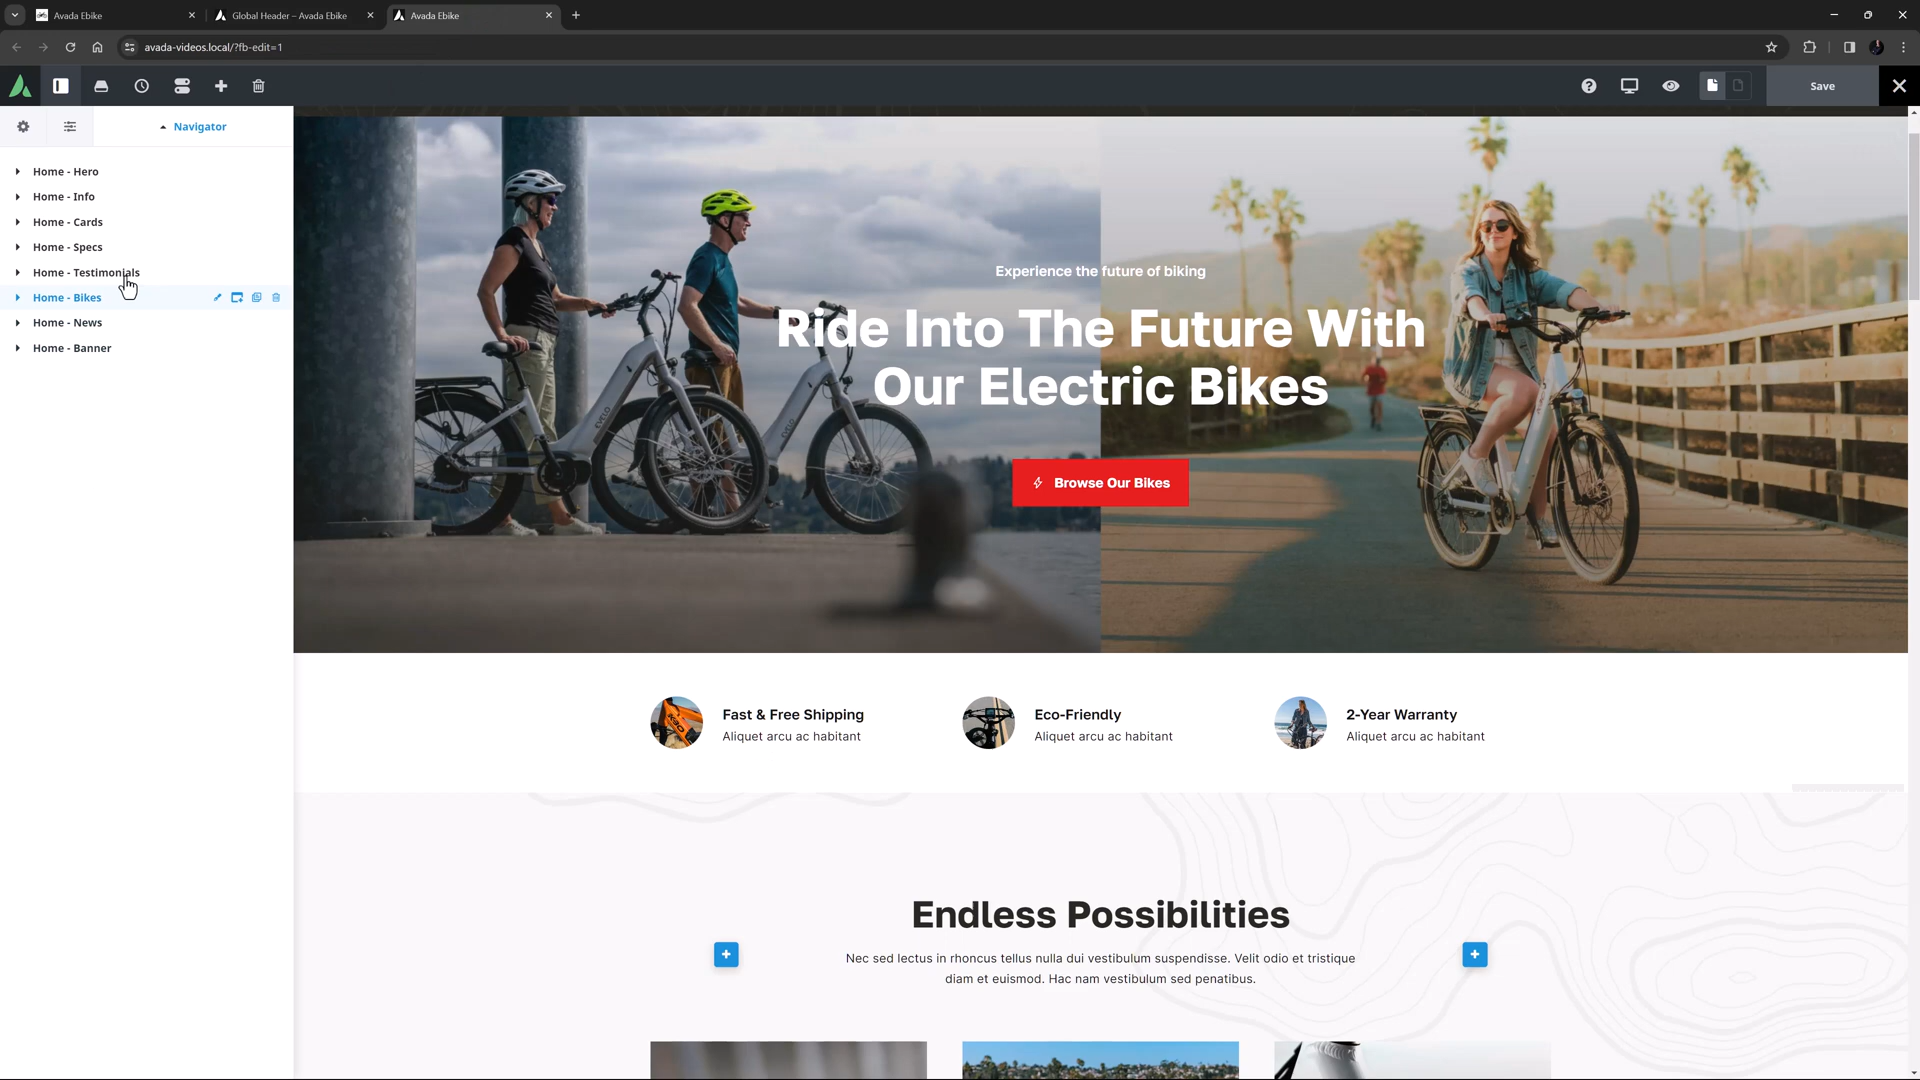 Avada Ebike
Global Header – Avada Ebike
Avada Ebike
avada-videos.local/?fb-edit=1
Save
Navigator
Home - Hero
Home - Info
Home - Cards
Home - Specs
Home - Testimonials
Home - Bikes
Home - News
Home - Banner
Experience the future of biking
Ride Into The Future With
Our Electric Bikes
Browse Our Bikes
Fast & Free Shipping
Aliquet arcu ac habitant
Eco-Friendly
Aliquet arcu ac habitant
2-Year Warranty
Aliquet arcu ac habitant
Endless Possibilities
Nec sed lectus in rhoncus tellus nulla dui vestibulum suspendisse. Velit odio et tristique
diam et euismod. Hac nam vestibulum sed penatibus.